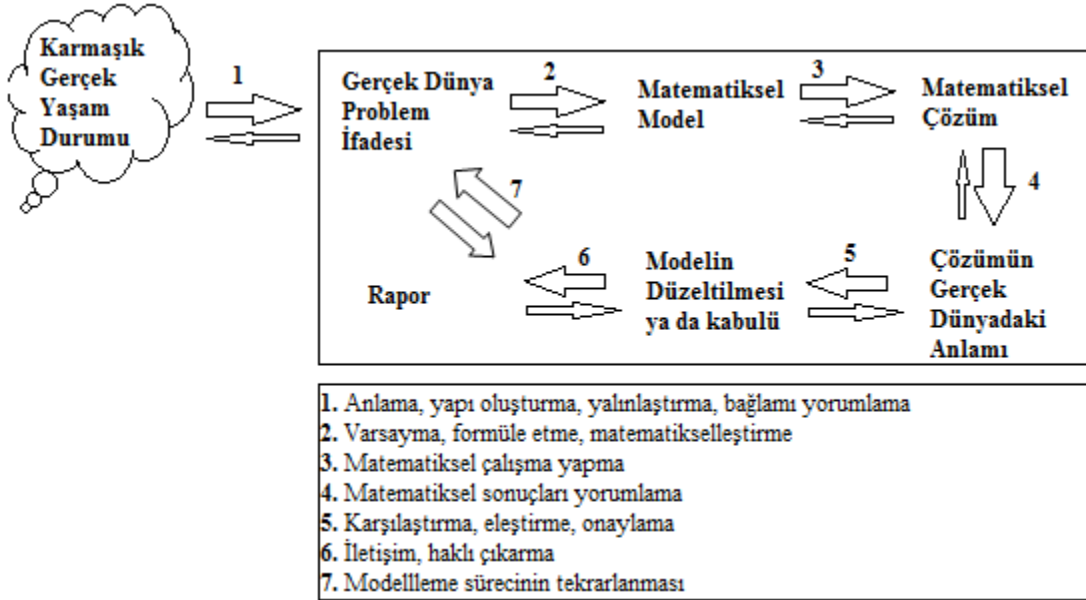 Karmaşık
Gerçek
Yaşam
Durumu
1
Gerçek Dünya
Problem
İfadesi
2
Matematiksel
Model
3
Matematiksel
Çözüm
4
7
Rapor
6
Modelin
Düzeltilmesi
ya da kabulü
5
Çözümün
Gerçek
Dünyadaki
Anlamı
1. Anlama, yapı oluşturma, yalınlaştırma, bağlamı yorumlama
2. Varsayma, formüle etme, matematikselleştirme
3. Matematiksel çalışma yapma
4. Matematiksel sonuçları yorumlama
5. Karşılaştırma, eleştirme, onaylama
6. İletişim, haklı çıkarma
7. Modellleme sürecinin tekrarlanması